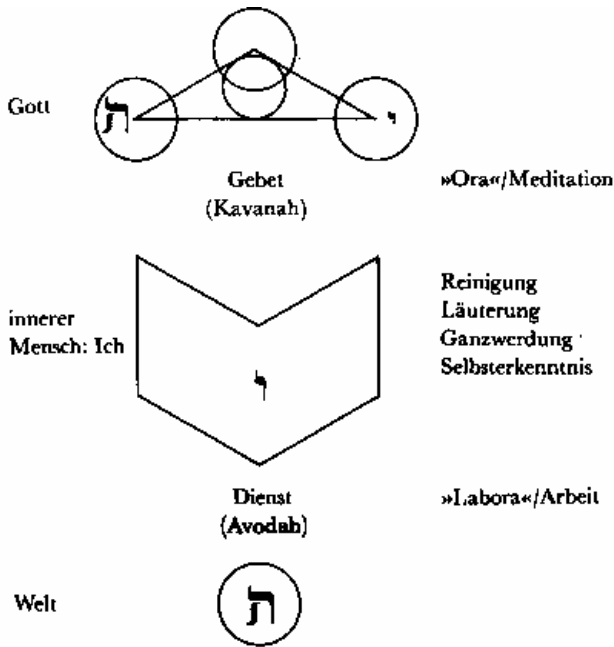 Gott
ת
י
Gebet
(Kavanah)
»Ora«/Meditation
innerer
Mensch: Ich
י
Reinigung
Läuterung
Ganzwerdung
Selbsterkenntnis
Dienst
(Avodah)
»Labora«/Arbeit
Welt
ת